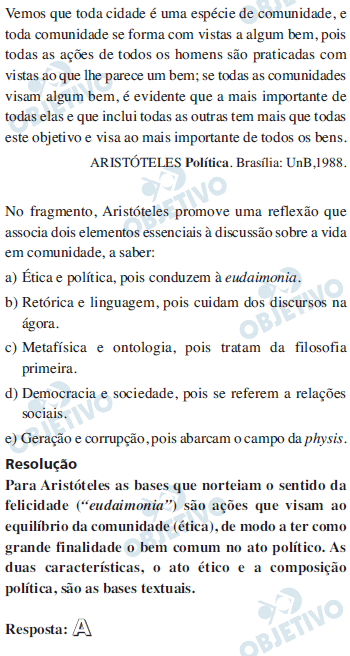 Vemos que toda cidade é uma espécie de comunidade, e
toda comunidade se forma com vistas a algum bem, pois
todas as ações de todos os homens são praticadas com
vistas ao que lhe parece um bem; se todas as comunidades
visam algum bem, é evidente que a mais importante de
todas elas e que inclui todas as outras tem mais que todas
este objetivo e visa ao mais importante de todos os bens.
ARISTÓTELES Política. Brasília: UnB,1988.
No fragmento, Aristóteles promove uma reflexão que
associa dois elementos essenciais à discussão sobre a vida
em comunidade, a saber:
a) Ética e política, pois conduzem à eudaimonia.
b) Retórica e linguagem, pois cuidam dos discursos na
ágora.
c) Metafísica e ontologia, pois tratam da filosofia
primeira.
d) Democracia e sociedade, pois se referem a relações
sociais.
e) Geração e corrupção, pois abarcam o campo da physis.
Resolução
Para Aristóteles as bases que norteiam o sentido da
felicidade (“eudaimonia”) são ações que visam ao
equilíbrio da comunidade (ética), de modo a ter como
grande finalidade o bem comum no ato político. As
duas características, o ato ético e a composição
política, são as bases textuais.
Resposta: A
OBJETIVO
OBJETIVO
OBJETIVO
OBJETIVO
OBJETIVO
OBJETIVO